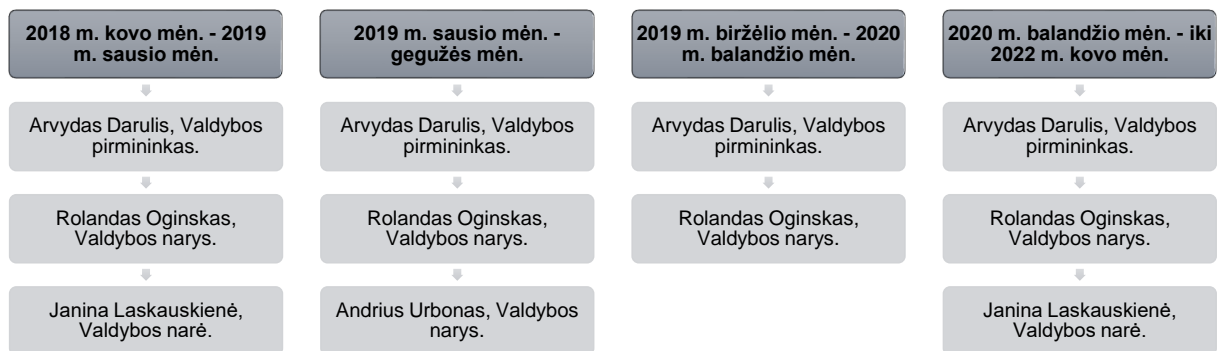 2018 m. kovo mėn. - 2019
m. sausio mėn.
Arvydas Darulis, Valdybos
pirmininkas.
Rolandas Oginskas,
Valdybos narys.
Janina Laskauskienė,
Valdybos narė.
2019 m. sausio mėn. -
gegužės mėn.
Arvydas Darulis, Valdybos
pirmininkas.
Rolandas Oginskas,
Valdybos narys.
Andrius Urbonas, Valdybos
narys.
2019 m. biržėlio mėn. - 2020
m. balandžio mėn.
Arvydas Darulis, Valdybos
pirmininkas.
Rolandas Oginskas,
Valdybos narys.
2020 m. balandžio mėn. - iki
2022 m. kovo mėn.
Arvydas Darulis, Valdybos
pirmininkas.
Rolandas Oginskas,
Valdybos narys.
Janina Laskauskienė,
Valdybos narė.